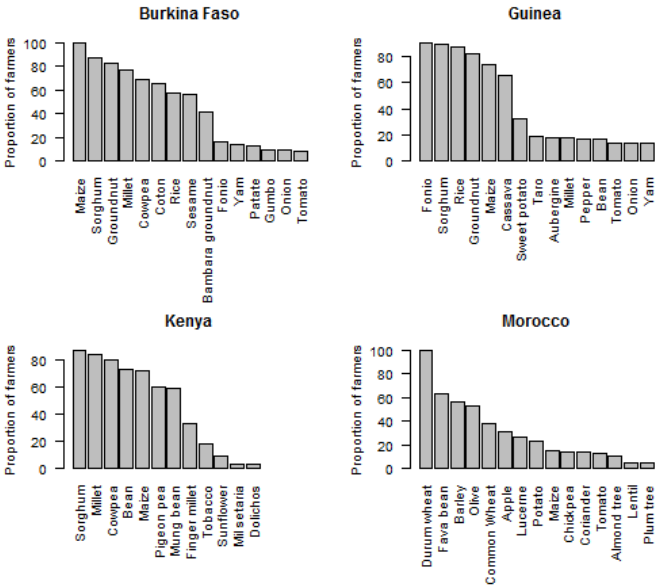 Burkina Faso
Proportion of farmers
100
80
60
40
20
0
Maize
Sorghum
Groundnut
Millet
Cowpea
Coton
Rice
Sesame
Bambara groundnut
Fonio
Yam
Patate
Gumbo
Onion
Tomato
Guinea
Proportion of farmers
80
60
40
20
0
Fonio
Sorghum
Rice
Groundnut
Maize
Cassava
Sweet potato
Taro
Aubergine
Millet
Pepper
Bean
Tomato
Onion
Yam
Kenya
Proportion of farmers
80
60
40
20
0
Sorghum
Millet
Cowpea
Bean
Maize
Pigeon pea
Mung bean
Finger millet
Tobacco
Sunflower
Mil setaria
Dolichos
Morocco
Proportion of farmers
100
80
60
40
20
0
Durum wheat
Fava bean
Barley
Olive
Common Wheat
Apple
Lucerne
Potato
Maize
Chickpea
Coriander
Tomato
Almond tree
Lentil
Plum tree